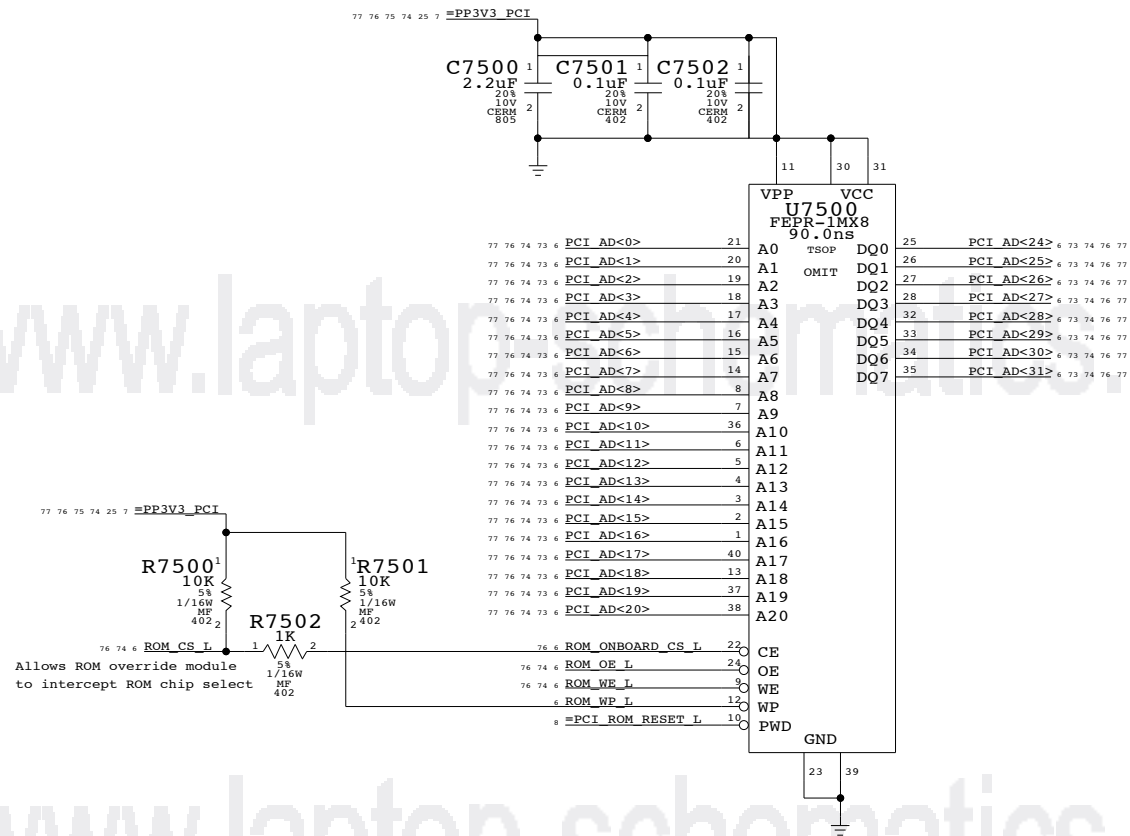 77 76 75 74 25 7 =PP3V3_PCI
C7500 1
2.2uF
20%
10V
CERM
805
2
C7501 1
0.1uF
20%
10V
CERM
402
2
C7502 1
0.1uF
20%
10V
CERM
402
2
11 30 31
VPP VCC
U7500
FEPR-1MX8
90.0ns
TSOP
OMIT
77 76 74 73 6 PCI_AD<0> 21 A0
77 76 74 73 6 PCI_AD<1> 20 A1
77 76 74 73 6 PCI_AD<2> 19 A2
77 76 74 73 6 PCI_AD<3> 18 A3
77 76 74 73 6 PCI_AD<4> 17 A4
77 76 74 73 6 PCI_AD<5> 16 A5
77 76 74 73 6 PCI_AD<6> 15 A6
77 76 74 73 6 PCI_AD<7> 14 A7
77 76 74 73 6 PCI_AD<8> 8 A8
77 76 74 73 6 PCI_AD<9> 7 A9
77 76 74 73 6 PCI_AD<10> 36 A10
77 76 74 73 6 PCI_AD<11> 6 A11
77 76 74 73 6 PCI_AD<12> 5 A12
77 76 74 73 6 PCI_AD<13> 4 A13
77 76 74 73 6 PCI_AD<14> 3 A14
77 76 74 73 6 PCI_AD<15> 2 A15
77 76 74 73 6 PCI_AD<16> 1 A16
77 76 74 73 6 PCI_AD<17> 40 A17
77 76 74 73 6 PCI_AD<18> 13 A18
77 76 74 73 6 PCI_AD<19> 37 A19
77 76 74 73 6 PCI_AD<20> 38 A20
DQ0 25 PCI_AD<24> 6 73 74 76 77
DQ1 26 PCI_AD<25> 6 73 74 76 77
DQ2 27 PCI_AD<26> 6 73 74 76 77
DQ3 28 PCI_AD<27> 6 73 74 76 77
DQ4 32 PCI_AD<28> 6 73 74 76 77
DQ5 33 PCI_AD<29> 6 73 74 76 77
DQ6 34 PCI_AD<30> 6 73 74 76 77
DQ7 35 PCI_AD<31> 6 73 74 76 77
77 76 75 74 25 7 =PP3V3_PCI
R7500 1
10K
5%
1/16W
MF
402 2
1 R7501
10K
5%
1/16W
MF
2 402
R7502
1 1K 2
5%
1/16W
MF
402
76 74 6 ROM_CS_L
Allows ROM override module
to intercept ROM chip select
76 6 ROM_ONBOARD_CS_L 22 CE
76 74 6 ROM_OE_L 24 OE
76 74 6 ROM_WE_L 9 WE
6 ROM_WP_L 12 WP
8 =PCI_ROM_RESET_L 10 PWD
GND
23 39
www.laptop-schematics.
www.laptop-schematics.